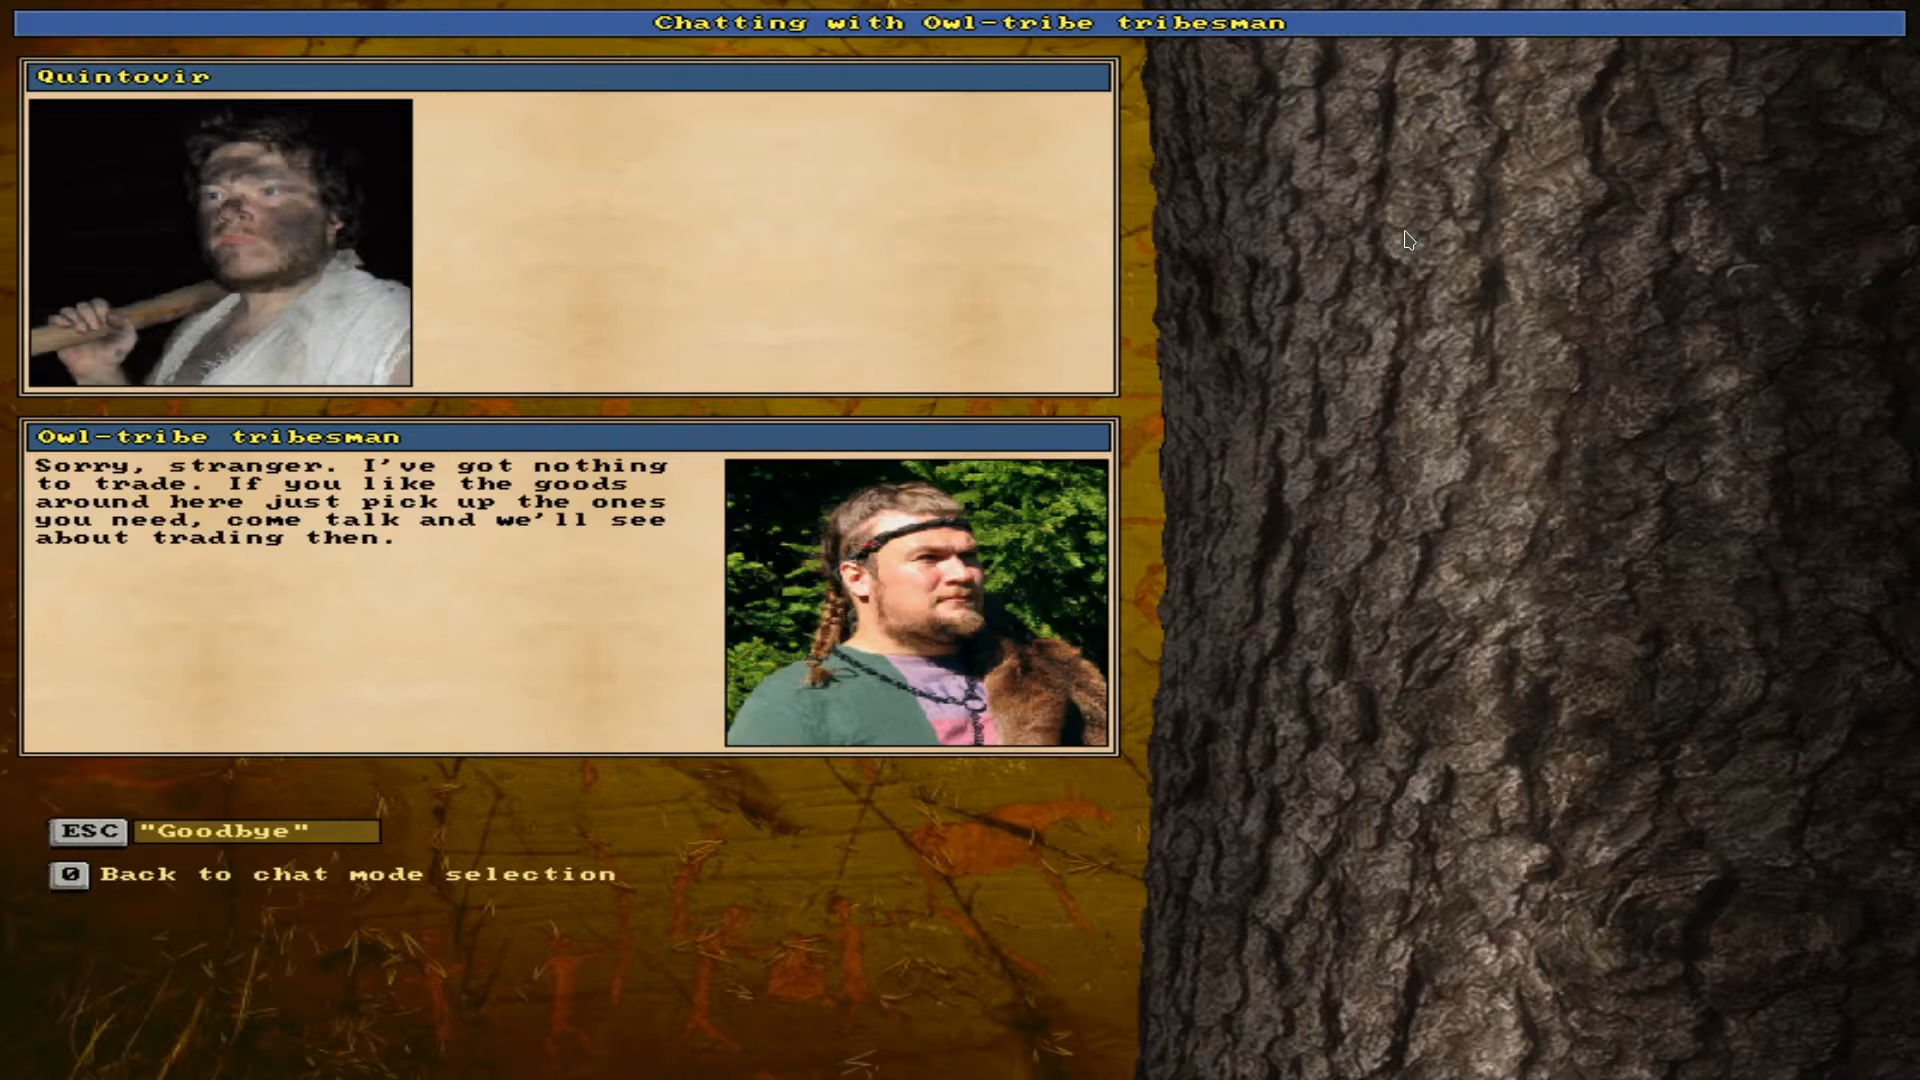 Chatting with Owl-tribe tribesman
Quintovir
Owl-tribe tribesman
Sorry, stranger. I've got nothing
to trade. If you like the goods
around here just pick up the ones
you need, come talk and we'll see
about trading then.
ESC "Goodbye"
0 Back to chat mode selection